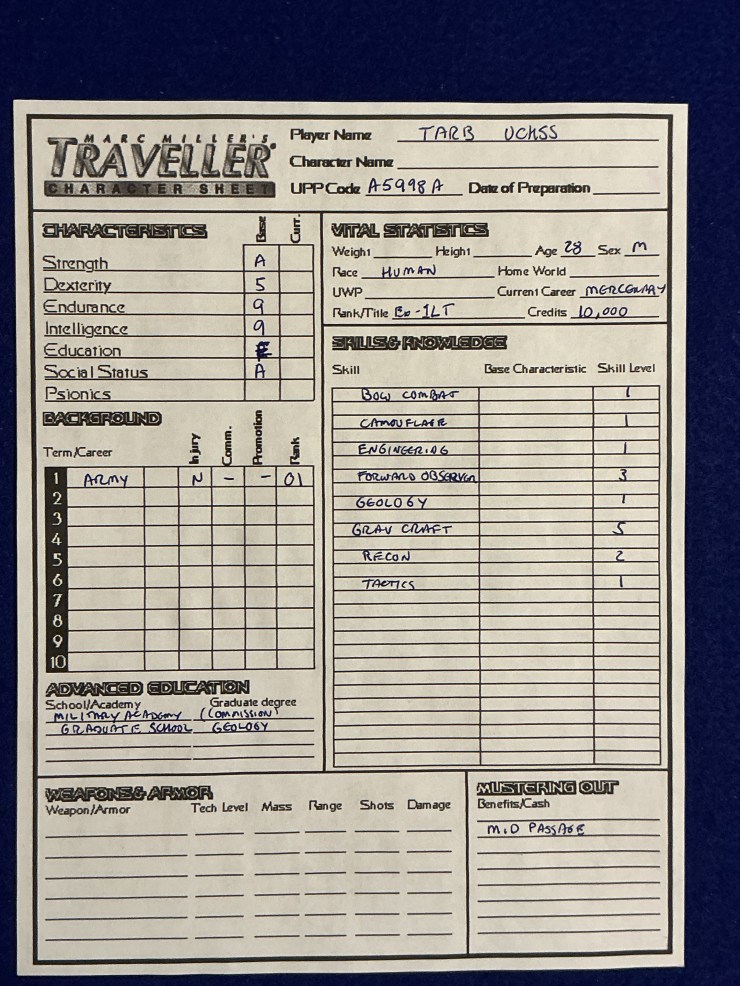 MARC MILLER'S
TRAVELLER
CHARACTER SHEET
Player Name TARB UCKSS
Character Name
UPP Code A5998A Date of Preparation
CHARACTERISTICS Base Curr.
Strength A
Dexterity 5
Endurance 9
Intelligence 9
Education
Social Status A
Psionics
BACKGROUND
Term/Career Injury Comm. Promotion Rank
1 ARMY N - - 01
2
3
4
5
6
7
8
9
10
ADVANCED EDUCATION
School/Academy Graduate degree
MILITARY ACADEMY (COMMISSION)
GRADUATE SCHOOL GEOLOGY
VITAL STATISTICS
Weight Height Age 28 Sex M
Race HUMAN Home World
UWP Current Career MERCENARY
Rank/Title Ex-1LT Credits 10,000
SKILLS & KNOWLEDGE
Skill Base Characteristic Skill Level
BOW COMBAT 1
CAMOUFLAGE 1
ENGINEERING 1
FORWARD OBSERVER 3
GEOLOGY 1
GRAV CRAFT 5
RECON 2
TACTICS 1
WEAPONS & ARMOR
Weapon/Armor Tech Level Mass Range Shots Damage
MUSTERING OUT
Benefits/Cash
MID PASSAGE